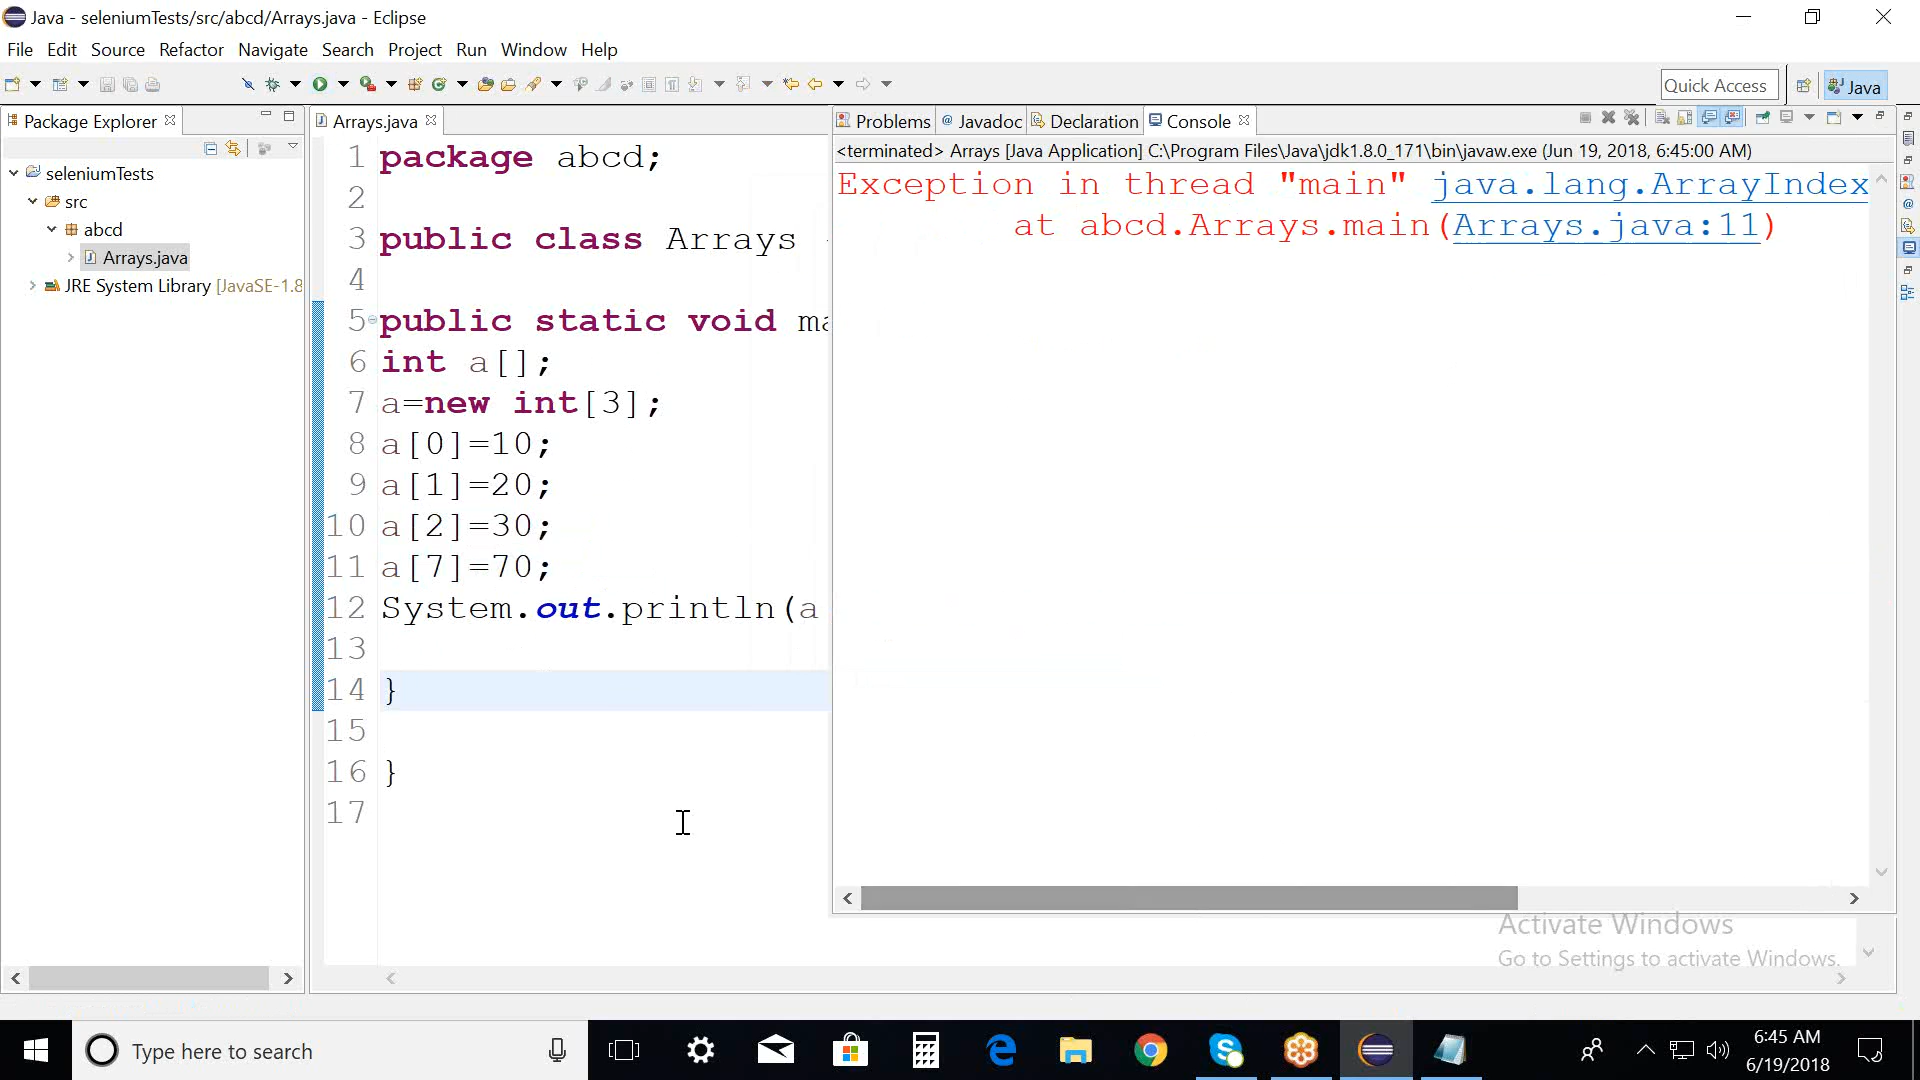 Java - seleniumTests/src/abcd/Arrays.java - Eclipse
File Edit Source Refactor Navigate Search Project Run Window Help
Quick Access
Java
Package Explorer
seleniumTests
src
abcd
Arrays.java
JRE System Library [JavaSE-1.8
Arrays.java
1 package abcd;
2
3 public class Arrays
4
5 public static void ma
6 int a[];
7 a=new int[3];
8 a[0]=10;
9 a[1]=20;
10 a[2]=30;
11 a[7]=70;
12 System.out.println(a
13
14 }
15
16 }
17
Problems @ Javadoc Declaration Console
<terminated> Arrays [Java Application] C:\Program Files\Java\jdk1.8.0_171\bin\javaw.exe (Jun 19, 2018, 6:45:00 AM)
Exception in thread "main" java.lang.ArrayIndex
at abcd.Arrays.main(Arrays.java:11)
Activate Windows
Go to Settings to activate Windows.
Type here to search
6:45 AM
6/19/2018